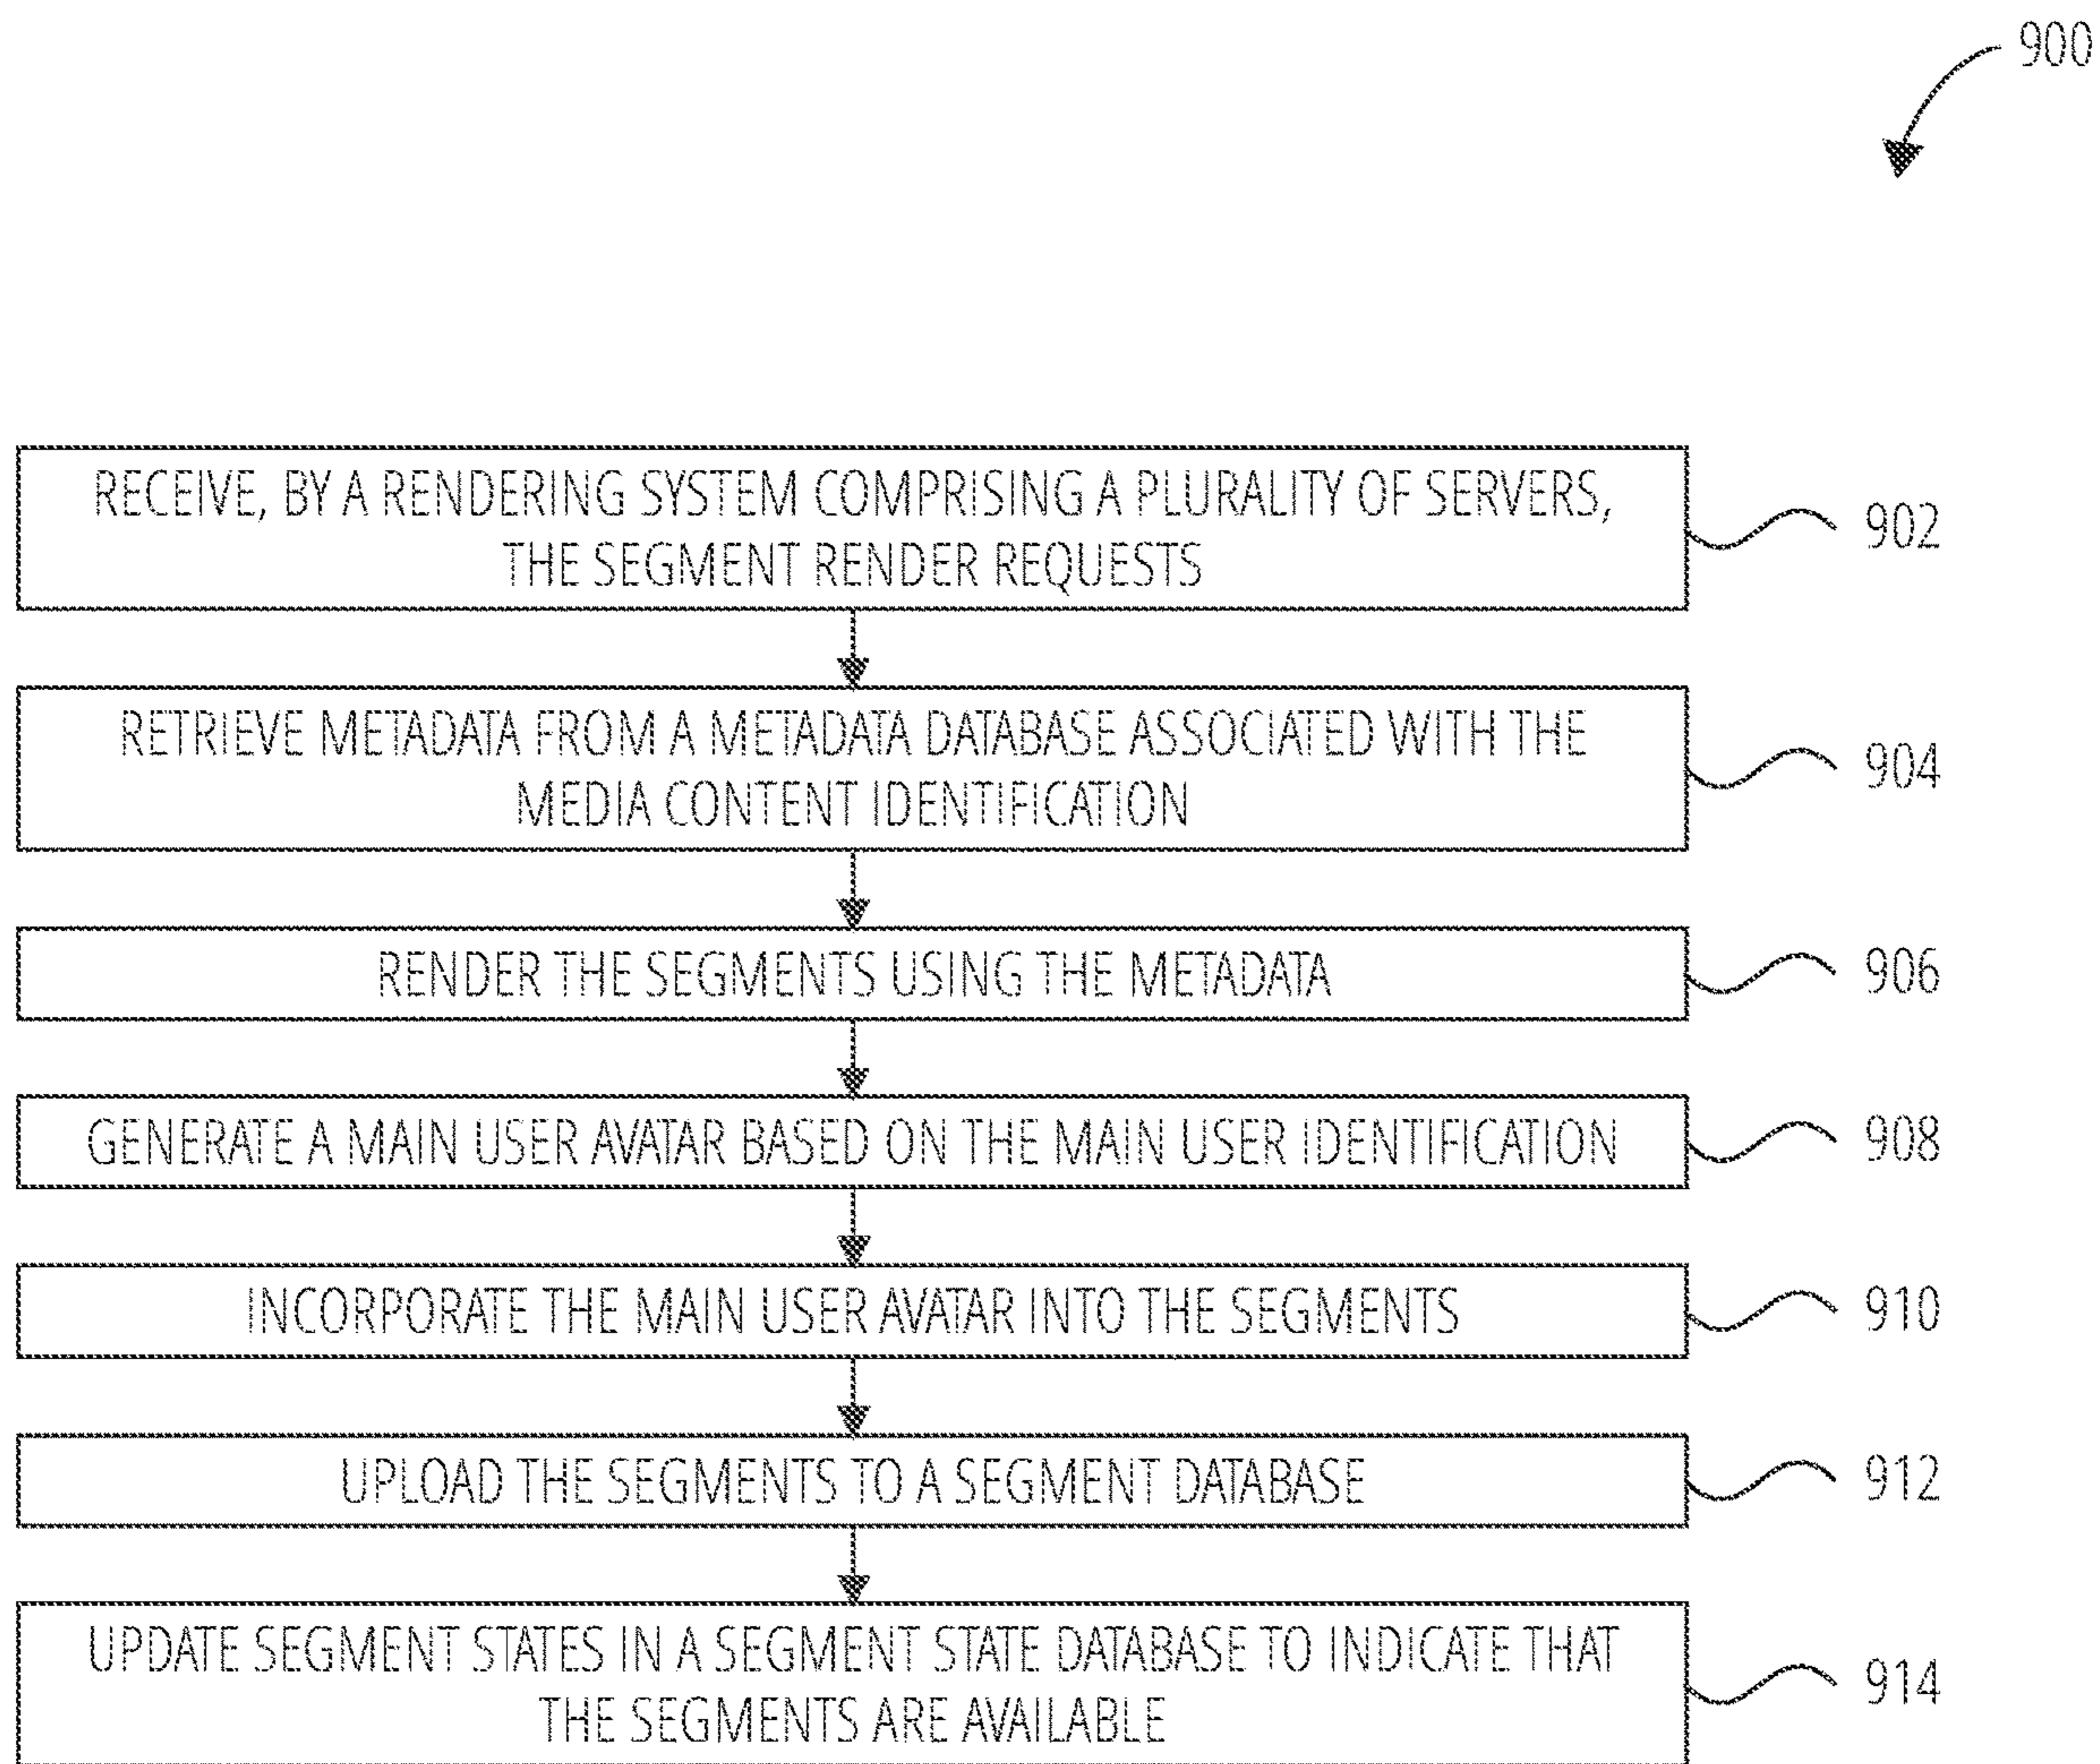 900
RECEIVE, BY A RENDERING SYSTEM COMPRISING A PLURALITY OF SERVERS,
THE SEGMENT RENDER REQUESTS
902
RETRIEVE METADATA FROM A METADATA DATABASE ASSOCIATED WITH THE
MEDIA CONTENT IDENTIFICATION
904
RENDER THE SEGMENTS USING THE METADATA
906
GENERATE A MAIN USER AVATAR BASED ON THE MAIN USER IDENTIFICATION
908
INCORPORATE THE MAIN USER AVATAR INTO THE SEGMENTS
910
UPLOAD THE SEGMENTS TO A SEGMENT DATABASE
912
UPDATE SEGMENT STATES IN A SEGMENT STATE DATABASE TO INDICATE THAT
THE SEGMENTS ARE AVAILABLE
914